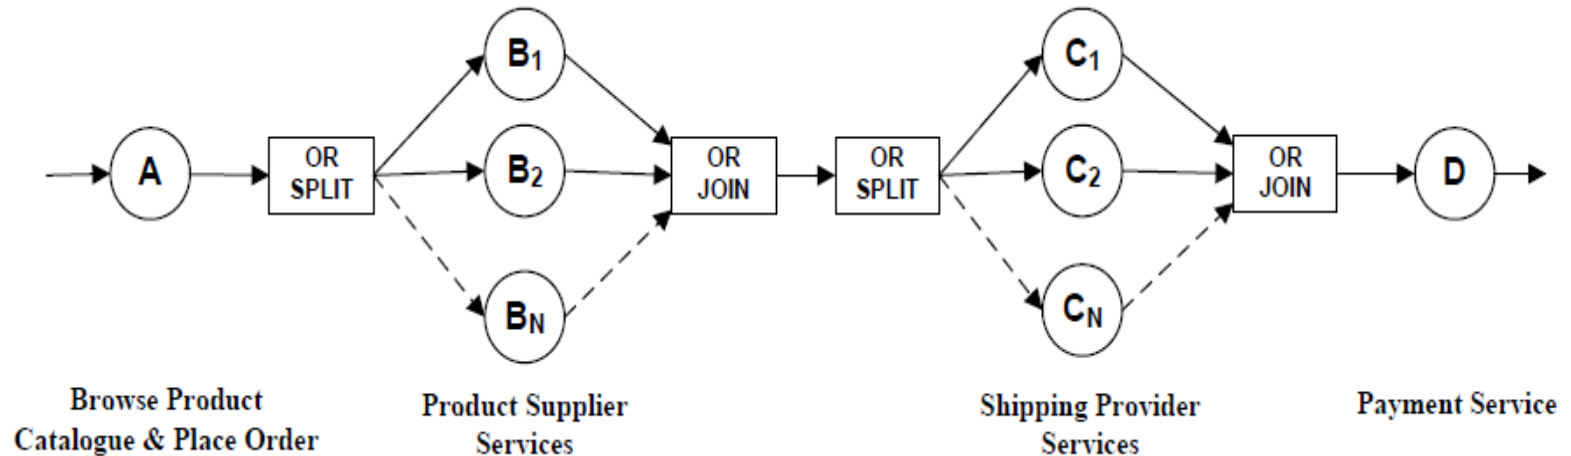 A
OR
SPLIT
B1
B2
BN
OR
JOIN
OR
SPLIT
C1
C2
CN
OR
JOIN
D
Browse Product
Catalogue & Place Order
Product Supplier
Services
Shipping Provider
Services
Payment Service